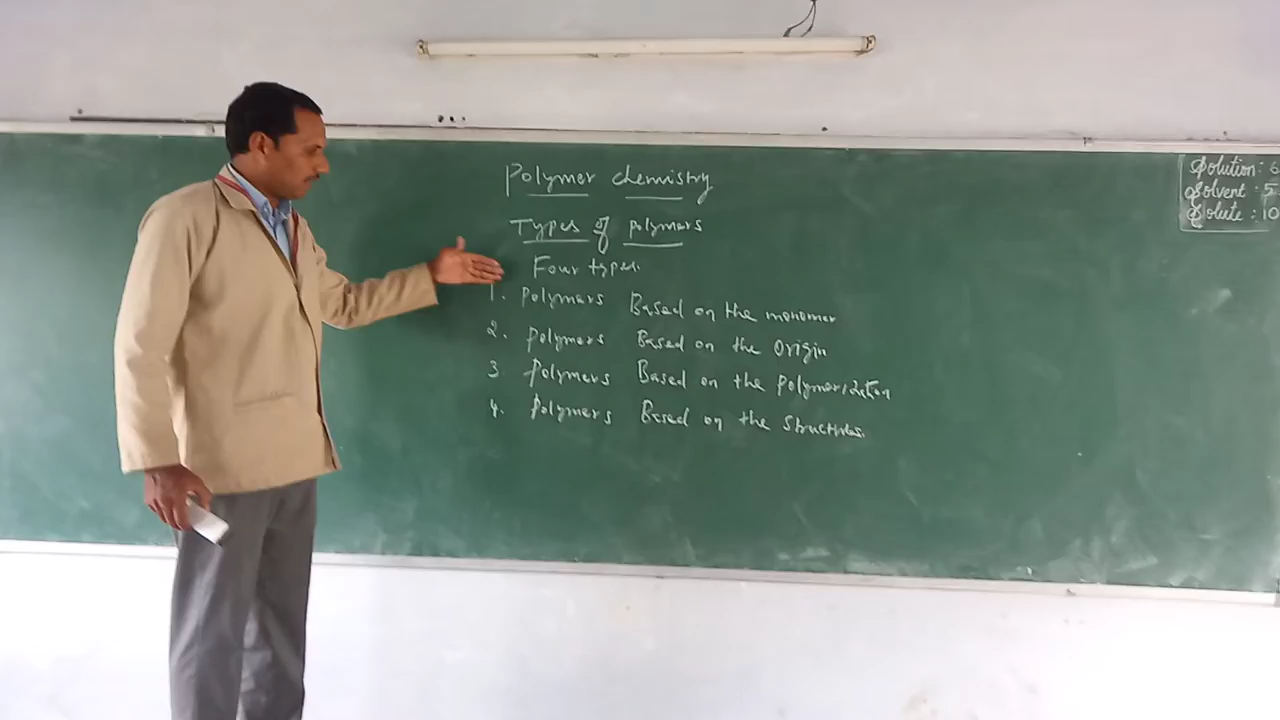 Polymer chemistry
Types of polymers
Four types.
1. Polymers Based on the monomer
2. Polymers Based on the Origin
3. Polymers Based on the Polymerization
4. Polymers Based on the structures.
Solution: 6
Solvent: 5
Solute: 10